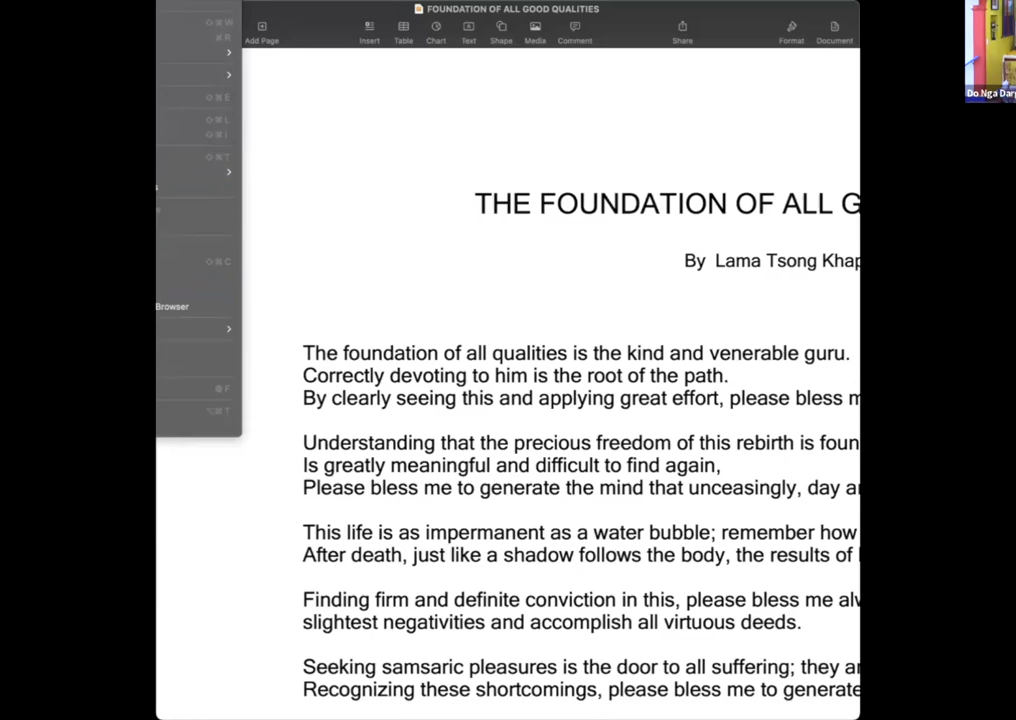 FOUNDATION OF ALL GOOD QUALITIES
Add Page Insert Table Chart Text Shape Media Comment Share Format Document
⇧⌘W
⌘R
⇧⌘E
⇧⌘L
⇧⌘I
⇧⌘T
⇧⌘C
Browser
F
⌥⌘T
Do Nga Darg
THE FOUNDATION OF ALL G
By Lama Tsong Khap
The foundation of all qualities is the kind and venerable guru.
Correctly devoting to him is the root of the path.
By clearly seeing this and applying great effort, please bless m
Understanding that the precious freedom of this rebirth is foun
Is greatly meaningful and difficult to find again,
Please bless me to generate the mind that unceasingly, day a
This life is as impermanent as a water bubble; remember how
After death, just like a shadow follows the body, the results of
Finding firm and definite conviction in this, please bless me alw
slightest negativities and accomplish all virtuous deeds.
Seeking samsaric pleasures is the door to all suffering; they ar
Recognizing these shortcomings, please bless me to generate